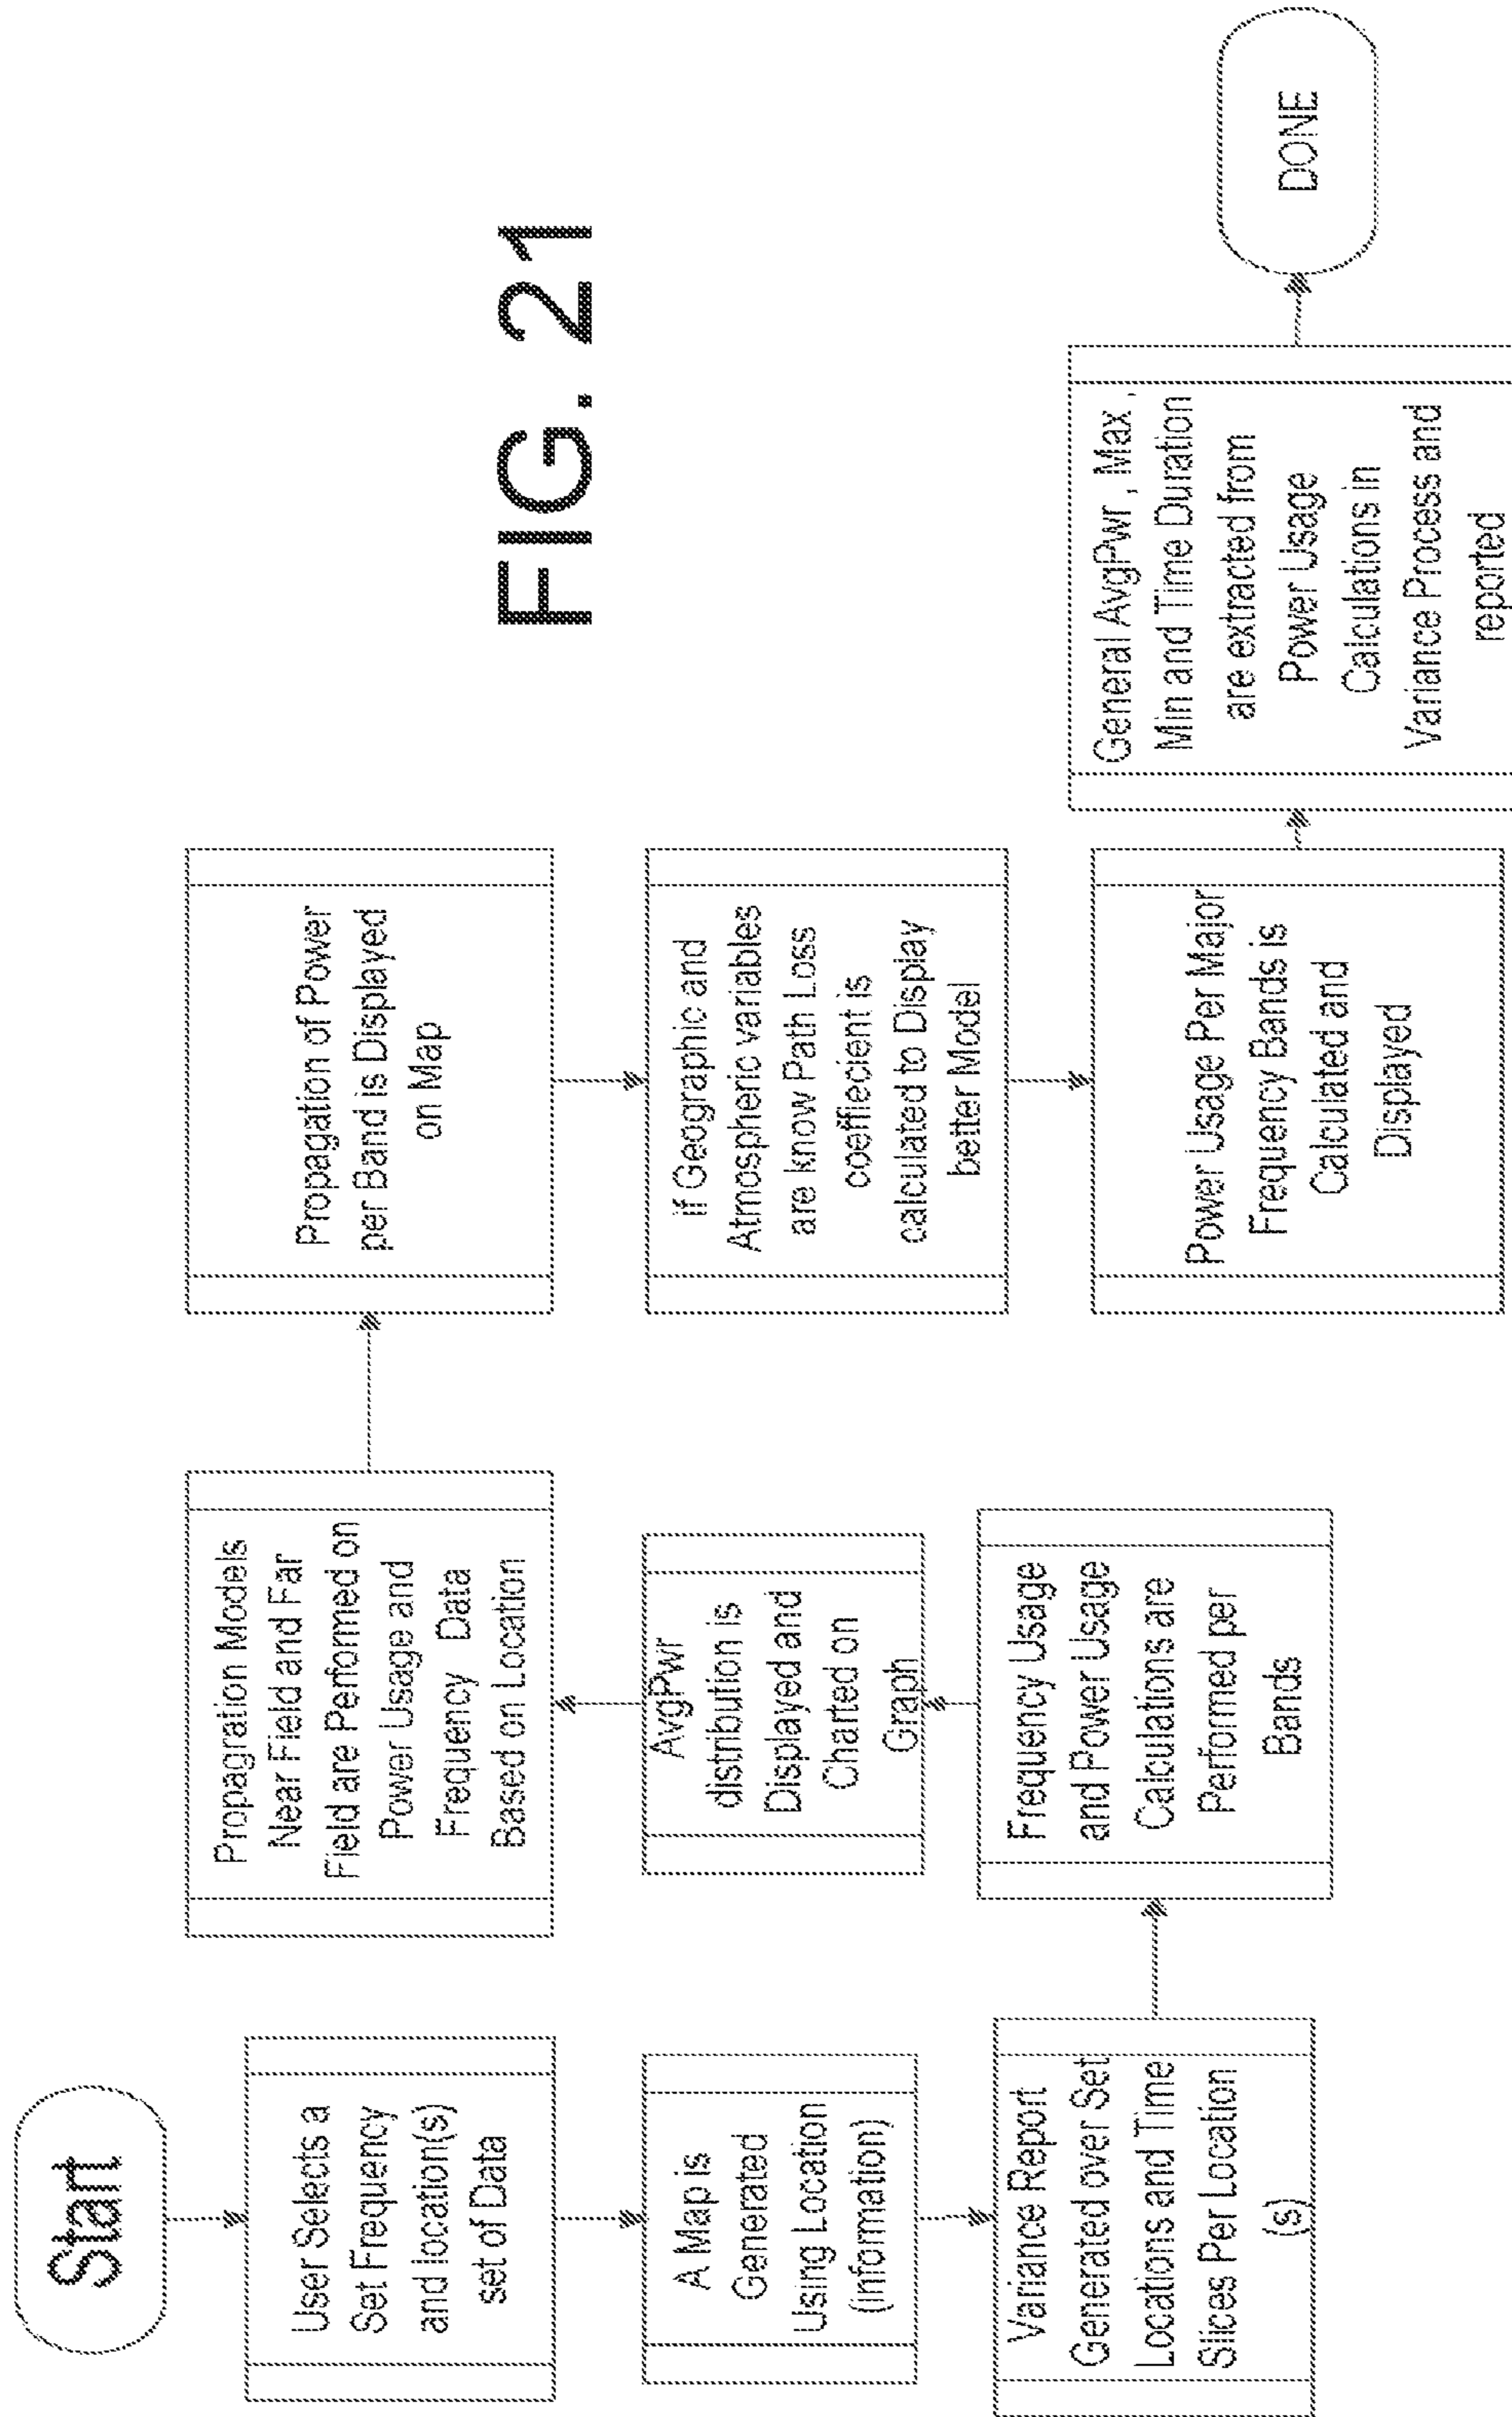 Start
User Selects a
Set Frequency
and location(s)
set of Data
A Map is
Generated
Using Location
(information)
Variance Report
Generated over Set
Locations and Time
Slices Per Location
(s)
Frequency Usage
and Power Usage
Calculations are
Performed per
Bands
AvgPwr
distribution is
Displayed and
Charted on
Graph
Propagration Models
Near Field and Far
Field are Performed on
Power Usage and
Frequency Data
Based on Location
Propagation of Power
per Band is Displayed
on Map
if Geographic and
Atmospheric variables
are know Path Loss
coeffiecient is
calculated to Display
better Model
Power Usage Per Major
Frequency Bands is
Calculated and
Displayed
General AvgPwr , Max ,
Min and Time Duration
are extracted from
Power Usage
Calculations in
Variance Process and
reported
DONE
FIG. 21